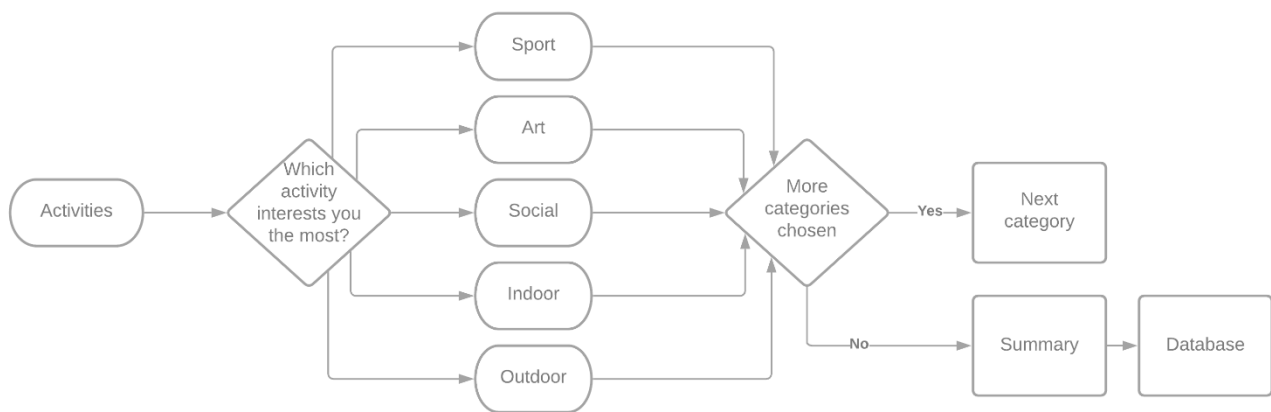 Activities
Which
activity
interests you
the most?
Sport
Art
Social
Indoor
Outdoor
More
categories
chosen
Yes
Next
category
No
Summary
Database